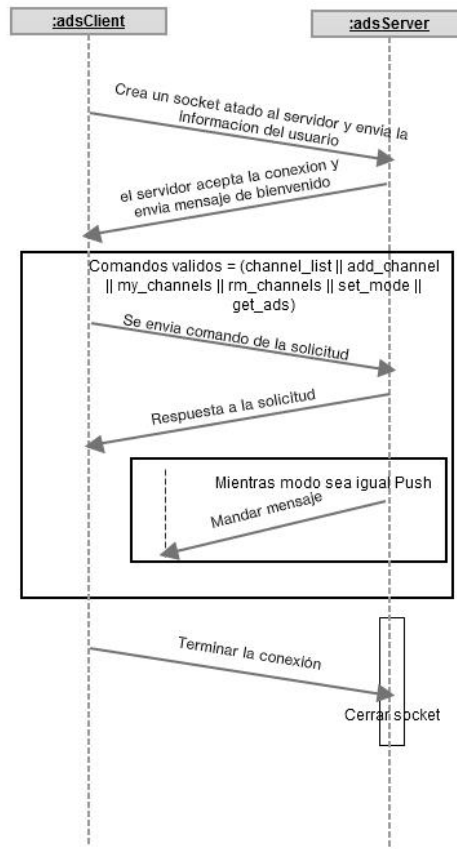 :adsClient
:adsServer
Crea un socket atado al servidor y envia la
Informacion del usuario
el servidor acepta la conexion y
envia mensaje de bienvenido
Comandos validos = (channel_list || add_channel
|| my_channels || rm_channels || set_mode ||
get_ads)
Se envia comando de la solicitud
Respuesta a la solicitud
Mientras modo sea igual Push
Mandar mensaje
Terminar la conexión
Cerrar socket